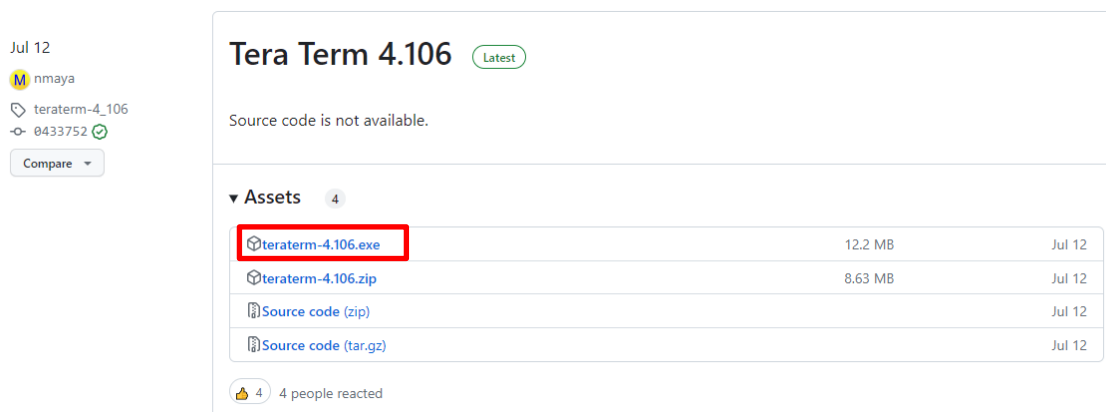 Jul 12
M nmaya
teraterm-4_106
0433752
Compare
Tera Term 4.106 Latest
Source code is not available.
Assets 4
teraterm-4.106.exe 12.2 MB Jul 12
teraterm-4.106.zip 8.63 MB Jul 12
Source code (zip) Jul 12
Source code (tar.gz) Jul 12
4 4 people reacted